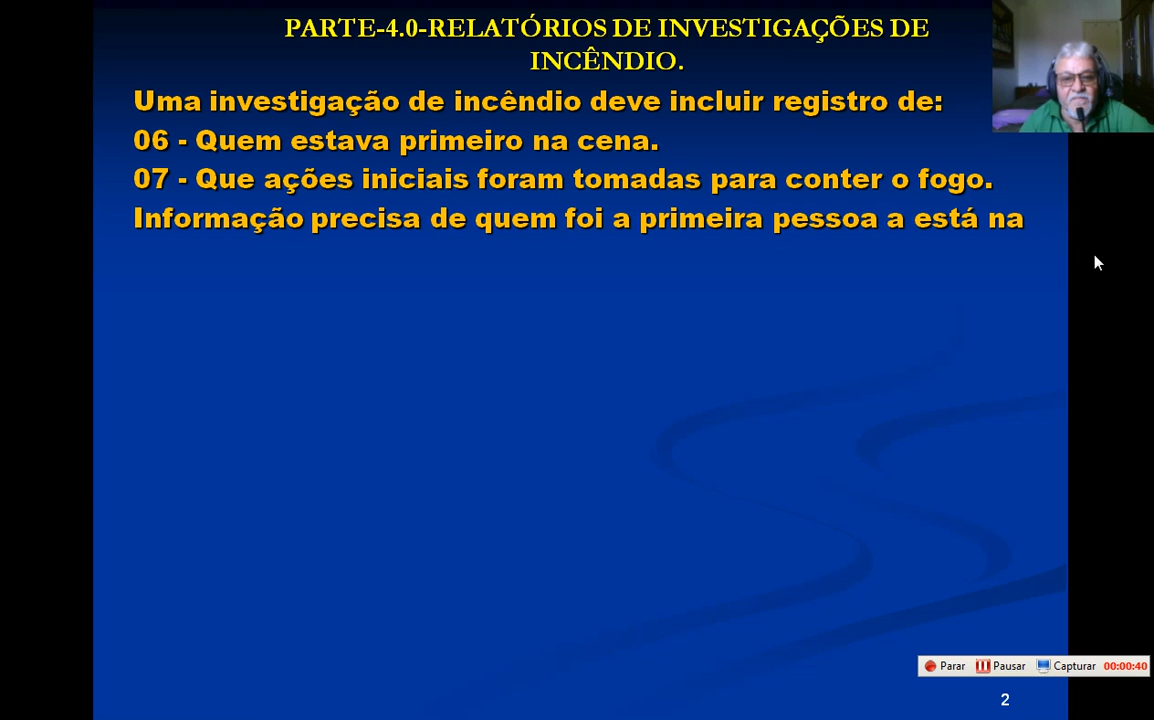 PARTE-4.0-RELATÓRIOS DE INVESTIGAÇÕES DE
INCÊNDIO.
Uma investigação de incêndio deve incluir registro de:
06 - Quem estava primeiro na cena.
07 - Que ações iniciais foram tomadas para conter o fogo.
Informação precisa de quem foi a primeira pessoa a está na
Parar Pausar Capturar 00:00:40
2